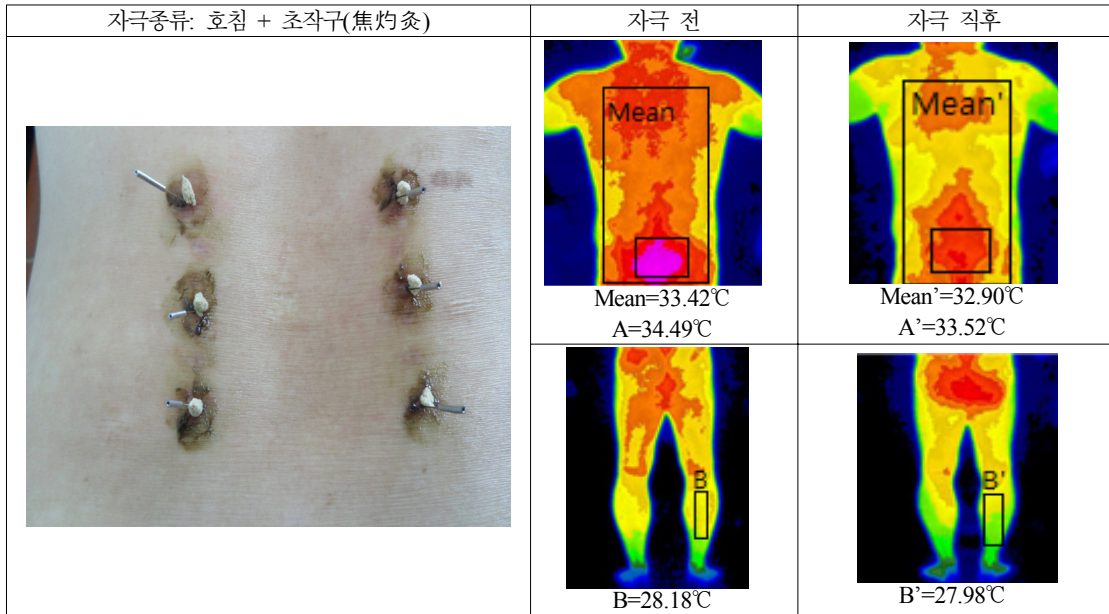 자극종류: 호침 + 초작구(焦灼灸)
자극 전
자극 직후
Mean
Mean'
Mean=33.42℃
A=34.49℃
Mean’=32.90℃
A’=33.52℃
B
B'
B=28.18℃
B’=27.98℃